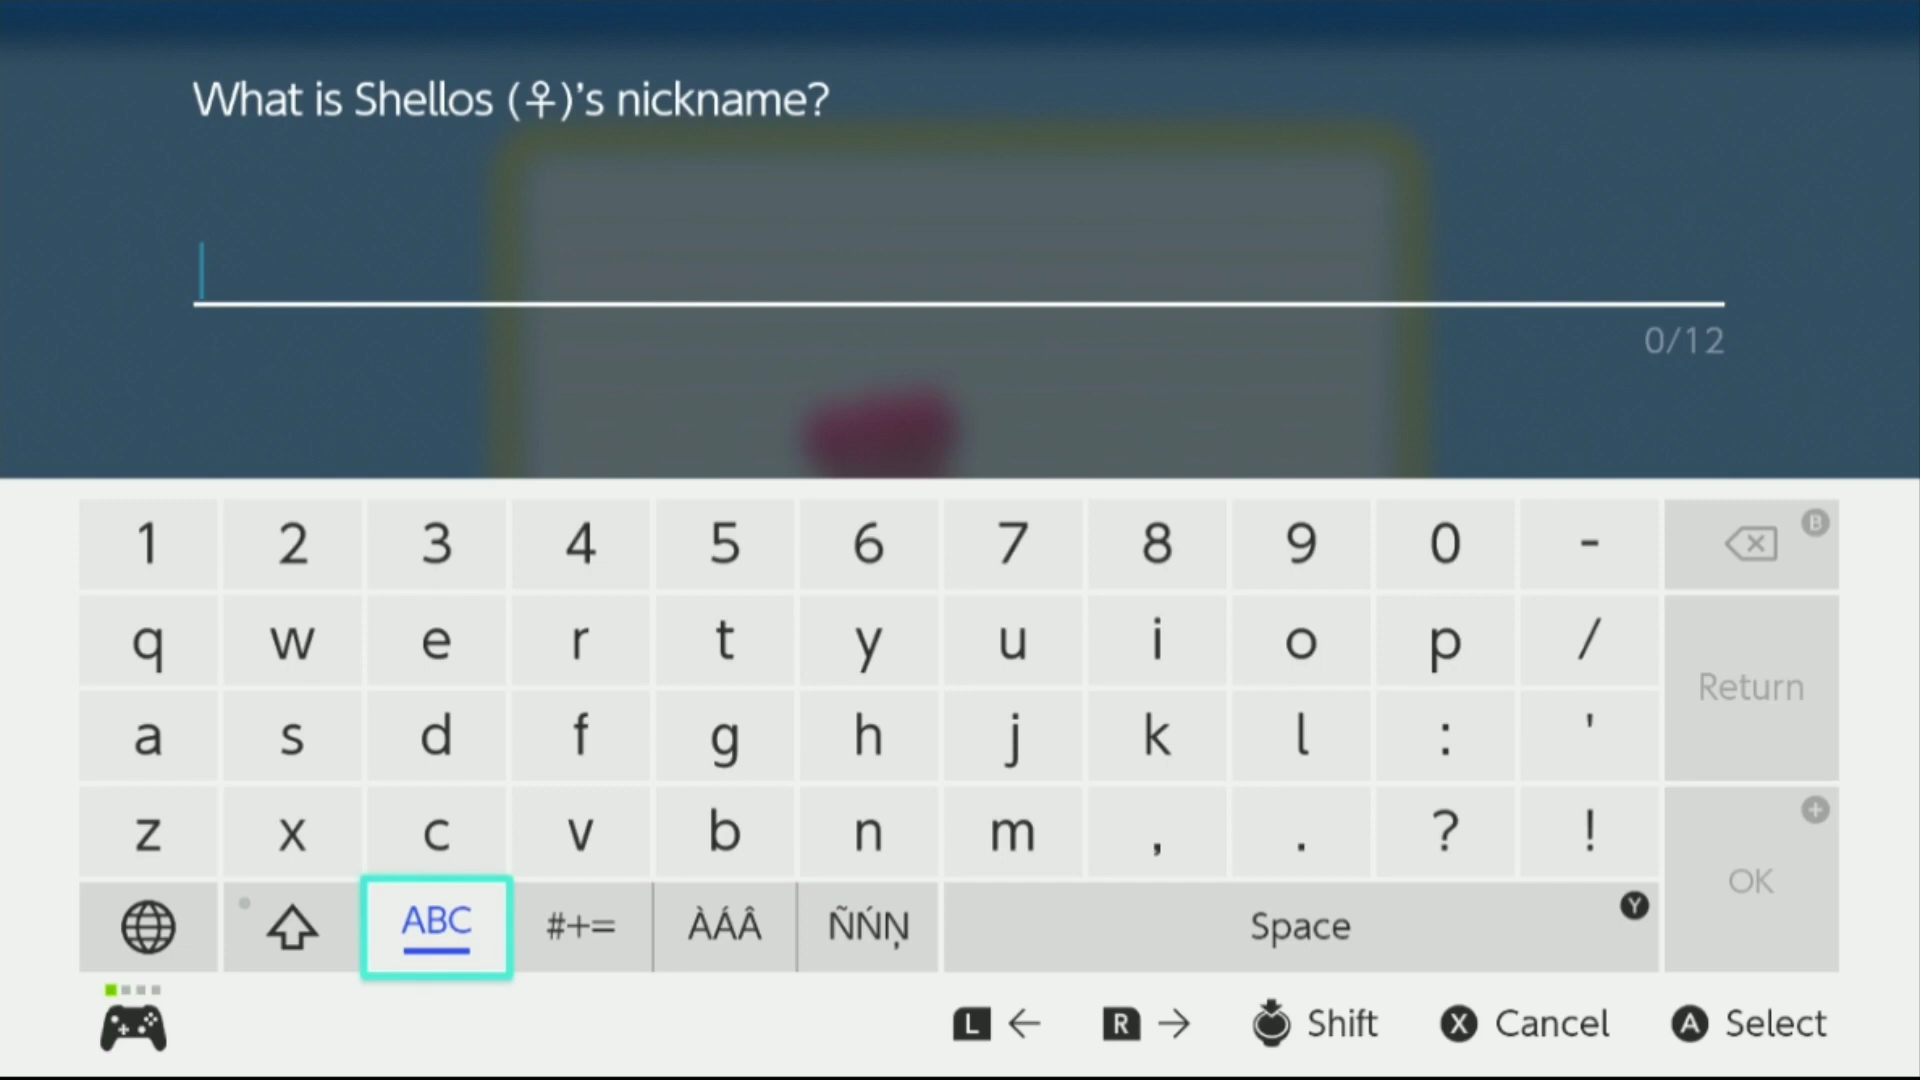 What is Shellos (♀)'s nickname?
0/12
1 2 3 4 5 6 7 8 9 0 - B
q w e r t y u i o p / Return
a s d f g h j k l : '
z x c v b n m , . ? ! + OK
ABC #+= ÀÁÂ ÑŃŅ Space Y
L ← R → Shift X Cancel A Select